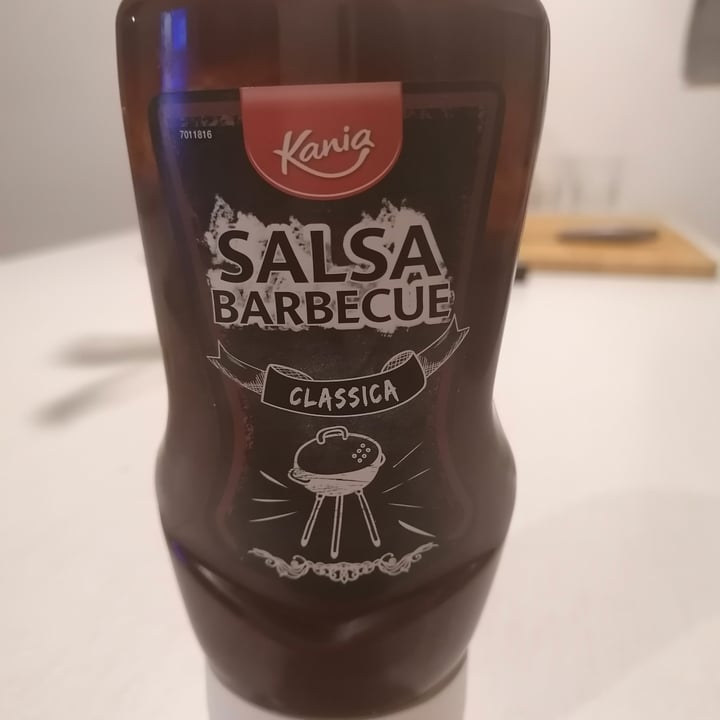 Kania
7011816
SALSA
BARBECUE
CLASSICA